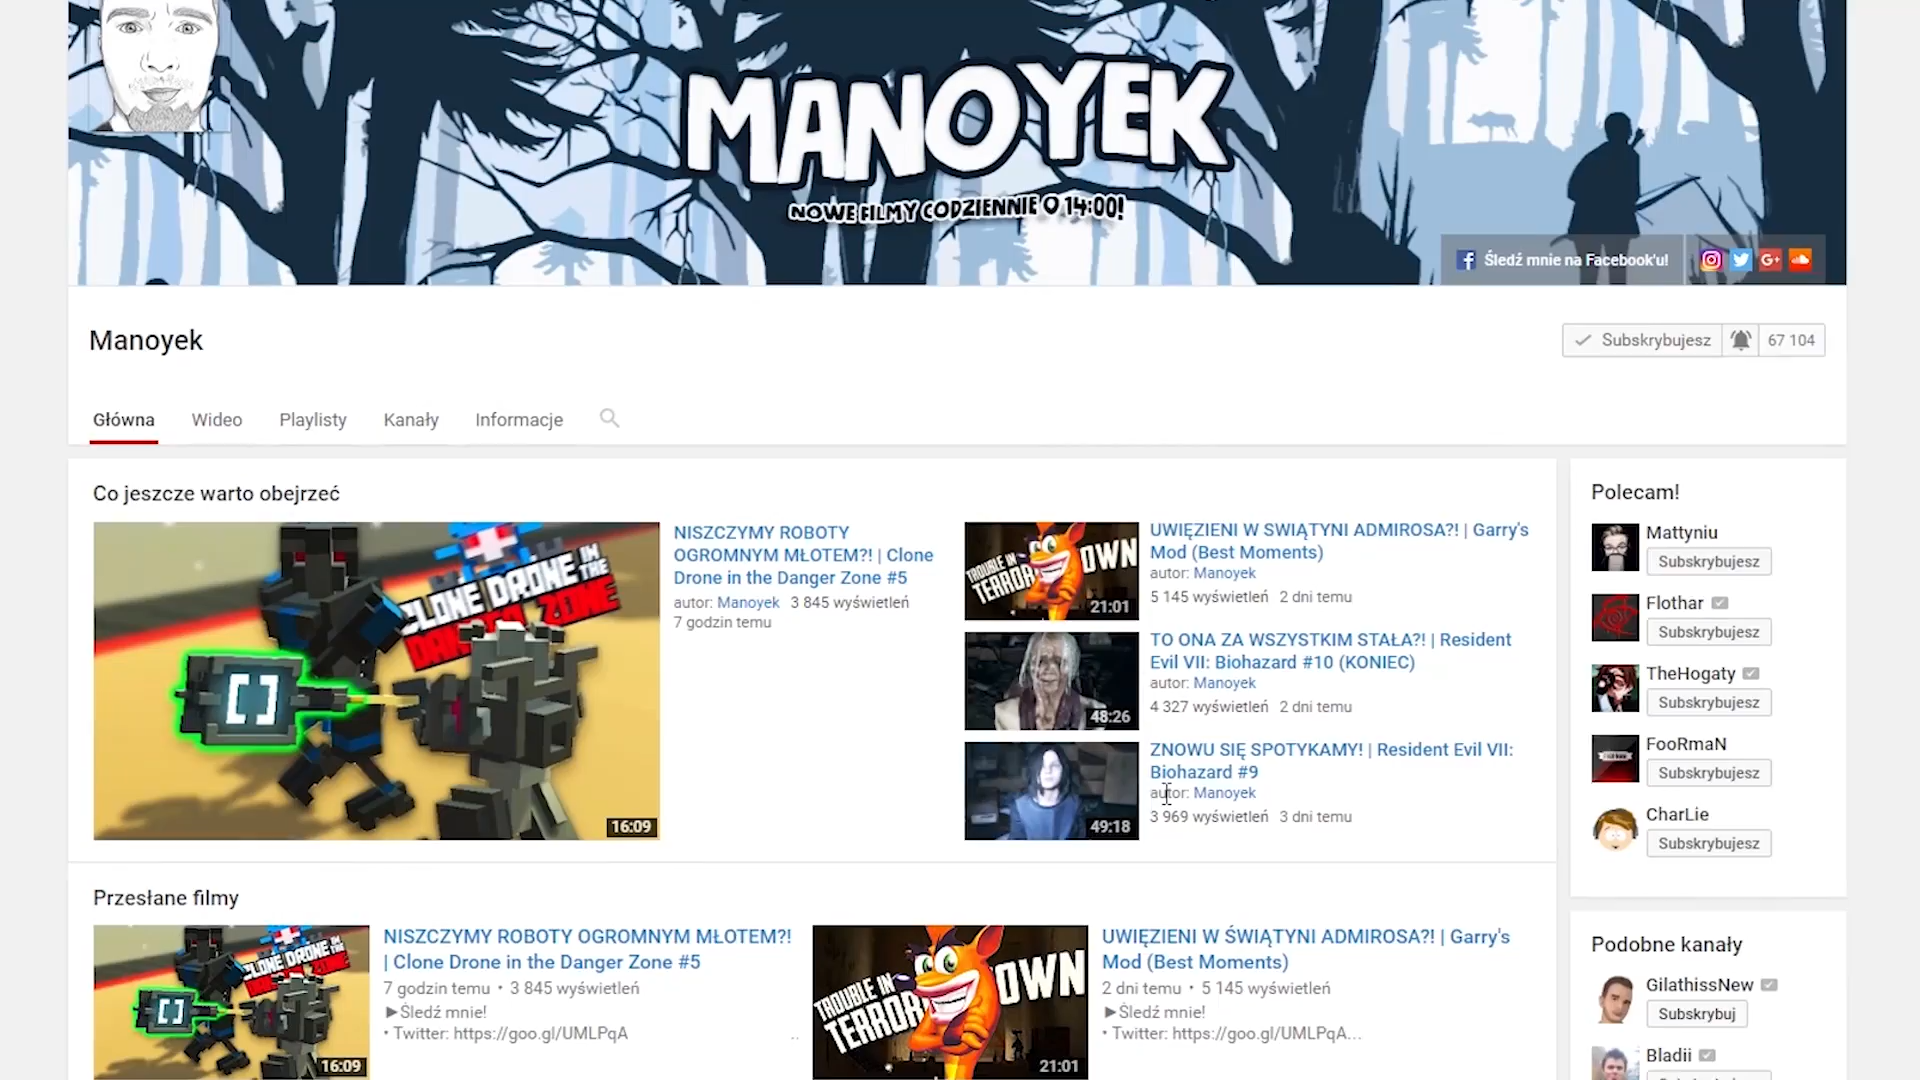 MANOYEK
NOWE FILMY CODZIENNIE O 14:00!
Śledź mnie na Facebook'u!
Manoyek
Subskrybujesz
67 104
Główna
Wideo
Playlisty
Kanały
Informacje
Co jeszcze warto obejrzeć
CLONE DRONE IN THE
DANGER ZONE
16:09
NISZCZYMY ROBOTY
OGROMNYM MŁOTEM?! | Clone
Drone in the Danger Zone #5
autor: Manoyek 3 845 wyświetleń
7 godzin temu
TROUBLE IN
TERROR
OWN
21:01
UWIĘZIENI W ŚWIĄTYNI ADMIROSA?! | Garry's
Mod (Best Moments)
autor: Manoyek
5 145 wyświetleń 2 dni temu
48:26
TO ONA ZA WSZYSTKIM STAŁA?! | Resident
Evil VII: Biohazard #10 (KONIEC)
autor: Manoyek
4 327 wyświetleń 2 dni temu
49:18
ZNOWU SIĘ SPOTYKAMY! | Resident Evil VII:
Biohazard #9
autor: Manoyek
3 969 wyświetleń 3 dni temu
Polecam!
Mattyniu
Subskrybujesz
Flothar
Subskrybujesz
TheHogaty
Subskrybujesz
FooRmaN
Subskrybujesz
CharLie
Subskrybujesz
Przesłane filmy
CLONE DRONE IN THE
DANGER ZONE
16:09
NISZCZYMY ROBOTY OGROMNYM MŁOTEM?!
| Clone Drone in the Danger Zone #5
7 godzin temu • 3 845 wyświetleń
►Śledź mnie!
• Twitter: https://goo.gl/UMLPqA
..
TROUBLE IN
TERROR
OWN
21:01
UWIĘZIENI W ŚWIĄTYNI ADMIROSA?! | Garry's
Mod (Best Moments)
2 dni temu • 5 145 wyświetleń
►Śledź mnie!
• Twitter: https://goo.gl/UMLPqA...
Podobne kanały
GilathissNew
Subskrybuj
Bladii